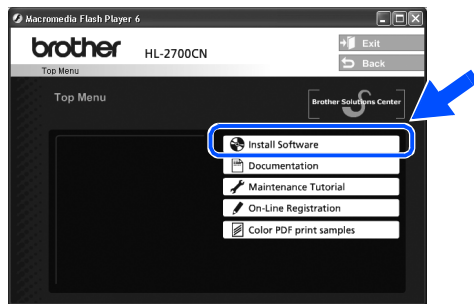 Macromedia Flash Player 6
brother
HL-2700CN
Exit
Back
Top Menu
Top Menu
Brother Solutions Center
Install Software
Documentation
Maintenance Tutorial
On-Line Registration
Color PDF print samples